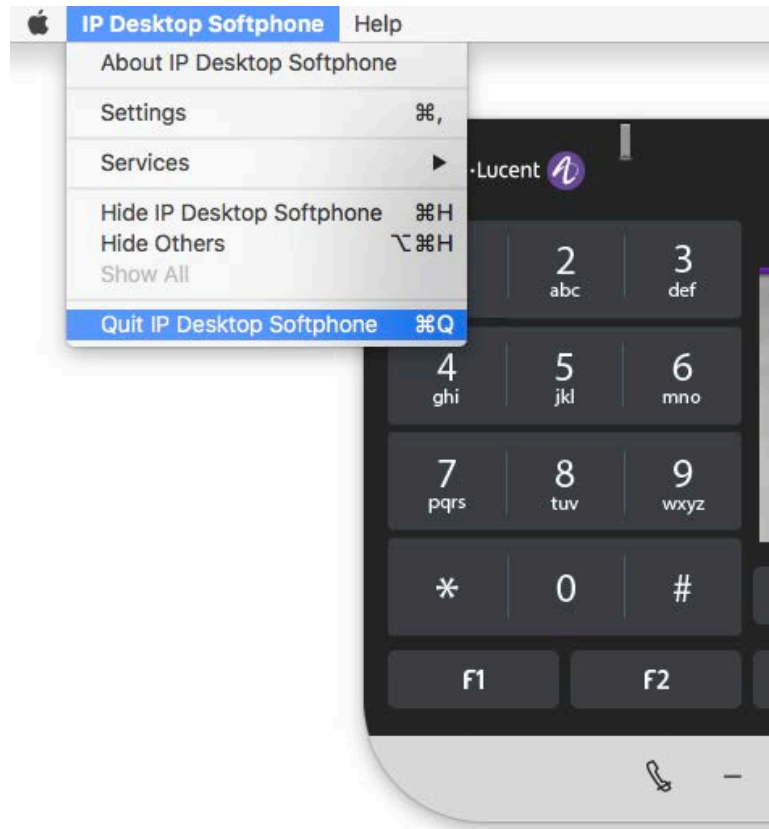 IP Desktop Softphone Help
About IP Desktop Softphone
Settings ⌘,
Services ▶
Hide IP Desktop Softphone ⌘H
Hide Others ⌥⌘H
Show All
Quit IP Desktop Softphone ⌘Q
·Lucent
2 3
abc def
4 5 6
ghi jkl mno
7 8 9
pqrs tuv wxyz
* 0 #
F1 F2